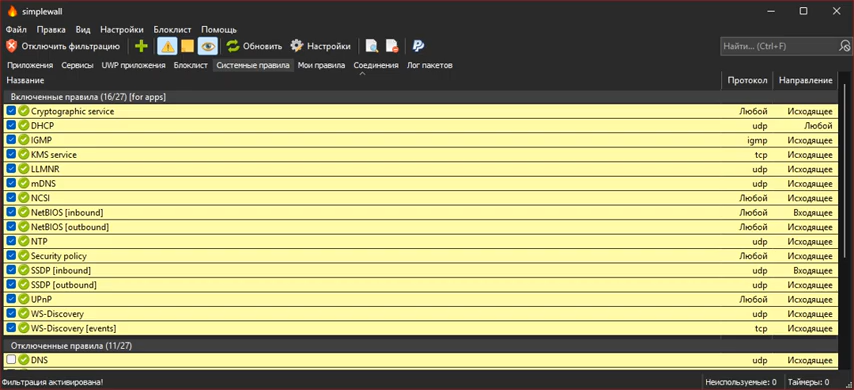 simplewall
Файл Правка Вид Настройки Блоклист Помощь
Отключить фильтрацию Обновить Настройки Найти... (Ctrl+F)
Приложения Сервисы UWP приложения Блоклист Системные правила Мои правила Соединения Лог пакетов
Название Протокол Направление
Включенные правила (16/27) [for apps]
Cryptographic service Любой Исходящее
DHCP udp Любой
IGMP igmp Исходящее
KMS service tcp Исходящее
LLMNR udp Исходящее
mDNS udp Исходящее
NCSI Любой Исходящее
NetBIOS [inbound] Любой Входящее
NetBIOS [outbound] Любой Исходящее
NTP udp Исходящее
Security policy Любой Исходящее
SSDP [inbound] udp Входящее
SSDP [outbound] udp Исходящее
UPnP Любой Исходящее
WS-Discovery udp Исходящее
WS-Discovery [events] tcp Исходящее
Отключенные правила (11/27)
DNS udp Исходящее
Фильтрация активирована! Неиспользуемые: 0 Таймеры: 0